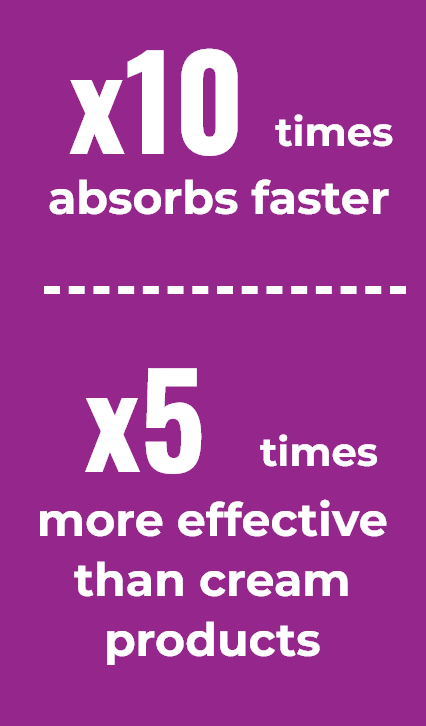 x10 times
absorbs faster
x5 times
more effective
than cream
products